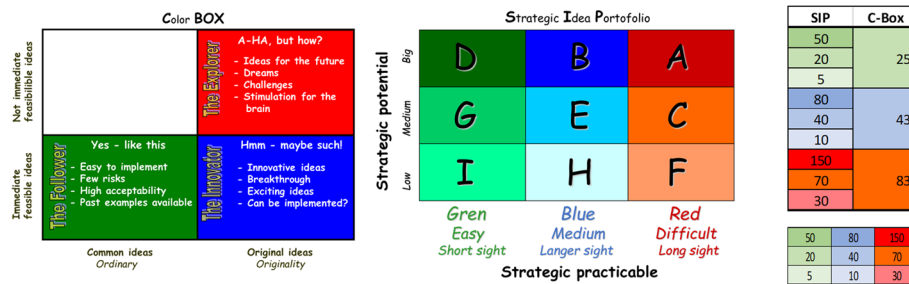 Color BOX
Not immediate
feasibilible ideas
Immediate
feasible ideas
The Explorer
A-HA, but how?
- Ideas for the future
- Dreams
- Challenges
- Stimulation for the
brain
The Follower
Yes - like this
- Easy to implement
- Few risks
- High acceptability
- Past examples available
The Innovator
Hmm - maybe such!
- Innovative ideas
- Breakthrough
- Exciting ideas
- Can be implemented?
Common ideas
Ordinary
Original ideas
Originality
Strategic Idea Portofolio
Strategic potential
Big
Medium
Low
D B A
G E C
I H F
Gren
Easy
Short sight
Blue
Medium
Langer sight
Red
Difficult
Long sight
Strategic practicable
SIP C-Box
50
20 25
5
80
40 43
10
150
70 83
30
50 80 150
20 40 70
5 10 30